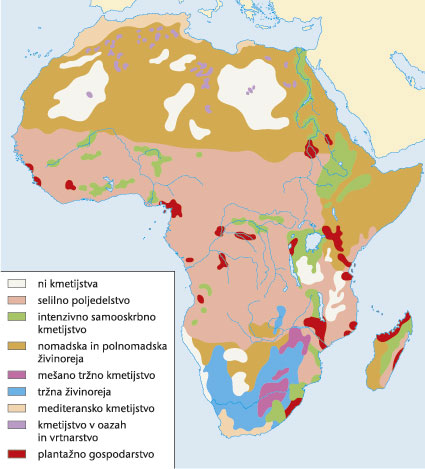 ni kmetijstva
selilno poljedelstvo
intenzivno samooskrbno
kmetijstvo
nomadska in polnomadska
živinoreja
mešano tržno kmetijstvo
tržna živinoreja
mediteransko kmetijstvo
kmetijstvo v oazah
in vrtnarstvo
plantažno gospodarstvo